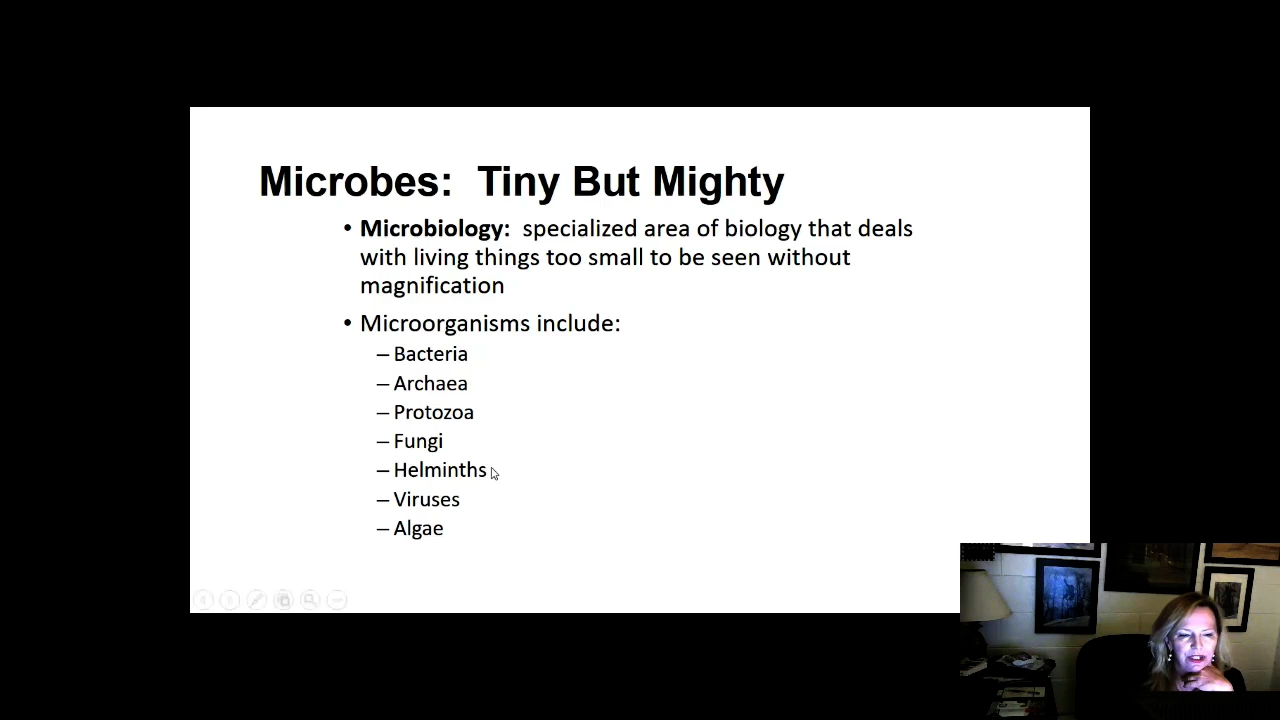 Microbes:  Tiny But Mighty
• Microbiology:  specialized area of biology that deals
with living things too small to be seen without
magnification
• Microorganisms include:
– Bacteria
– Archaea
– Protozoa
– Fungi
– Helminths
– Viruses
– Algae